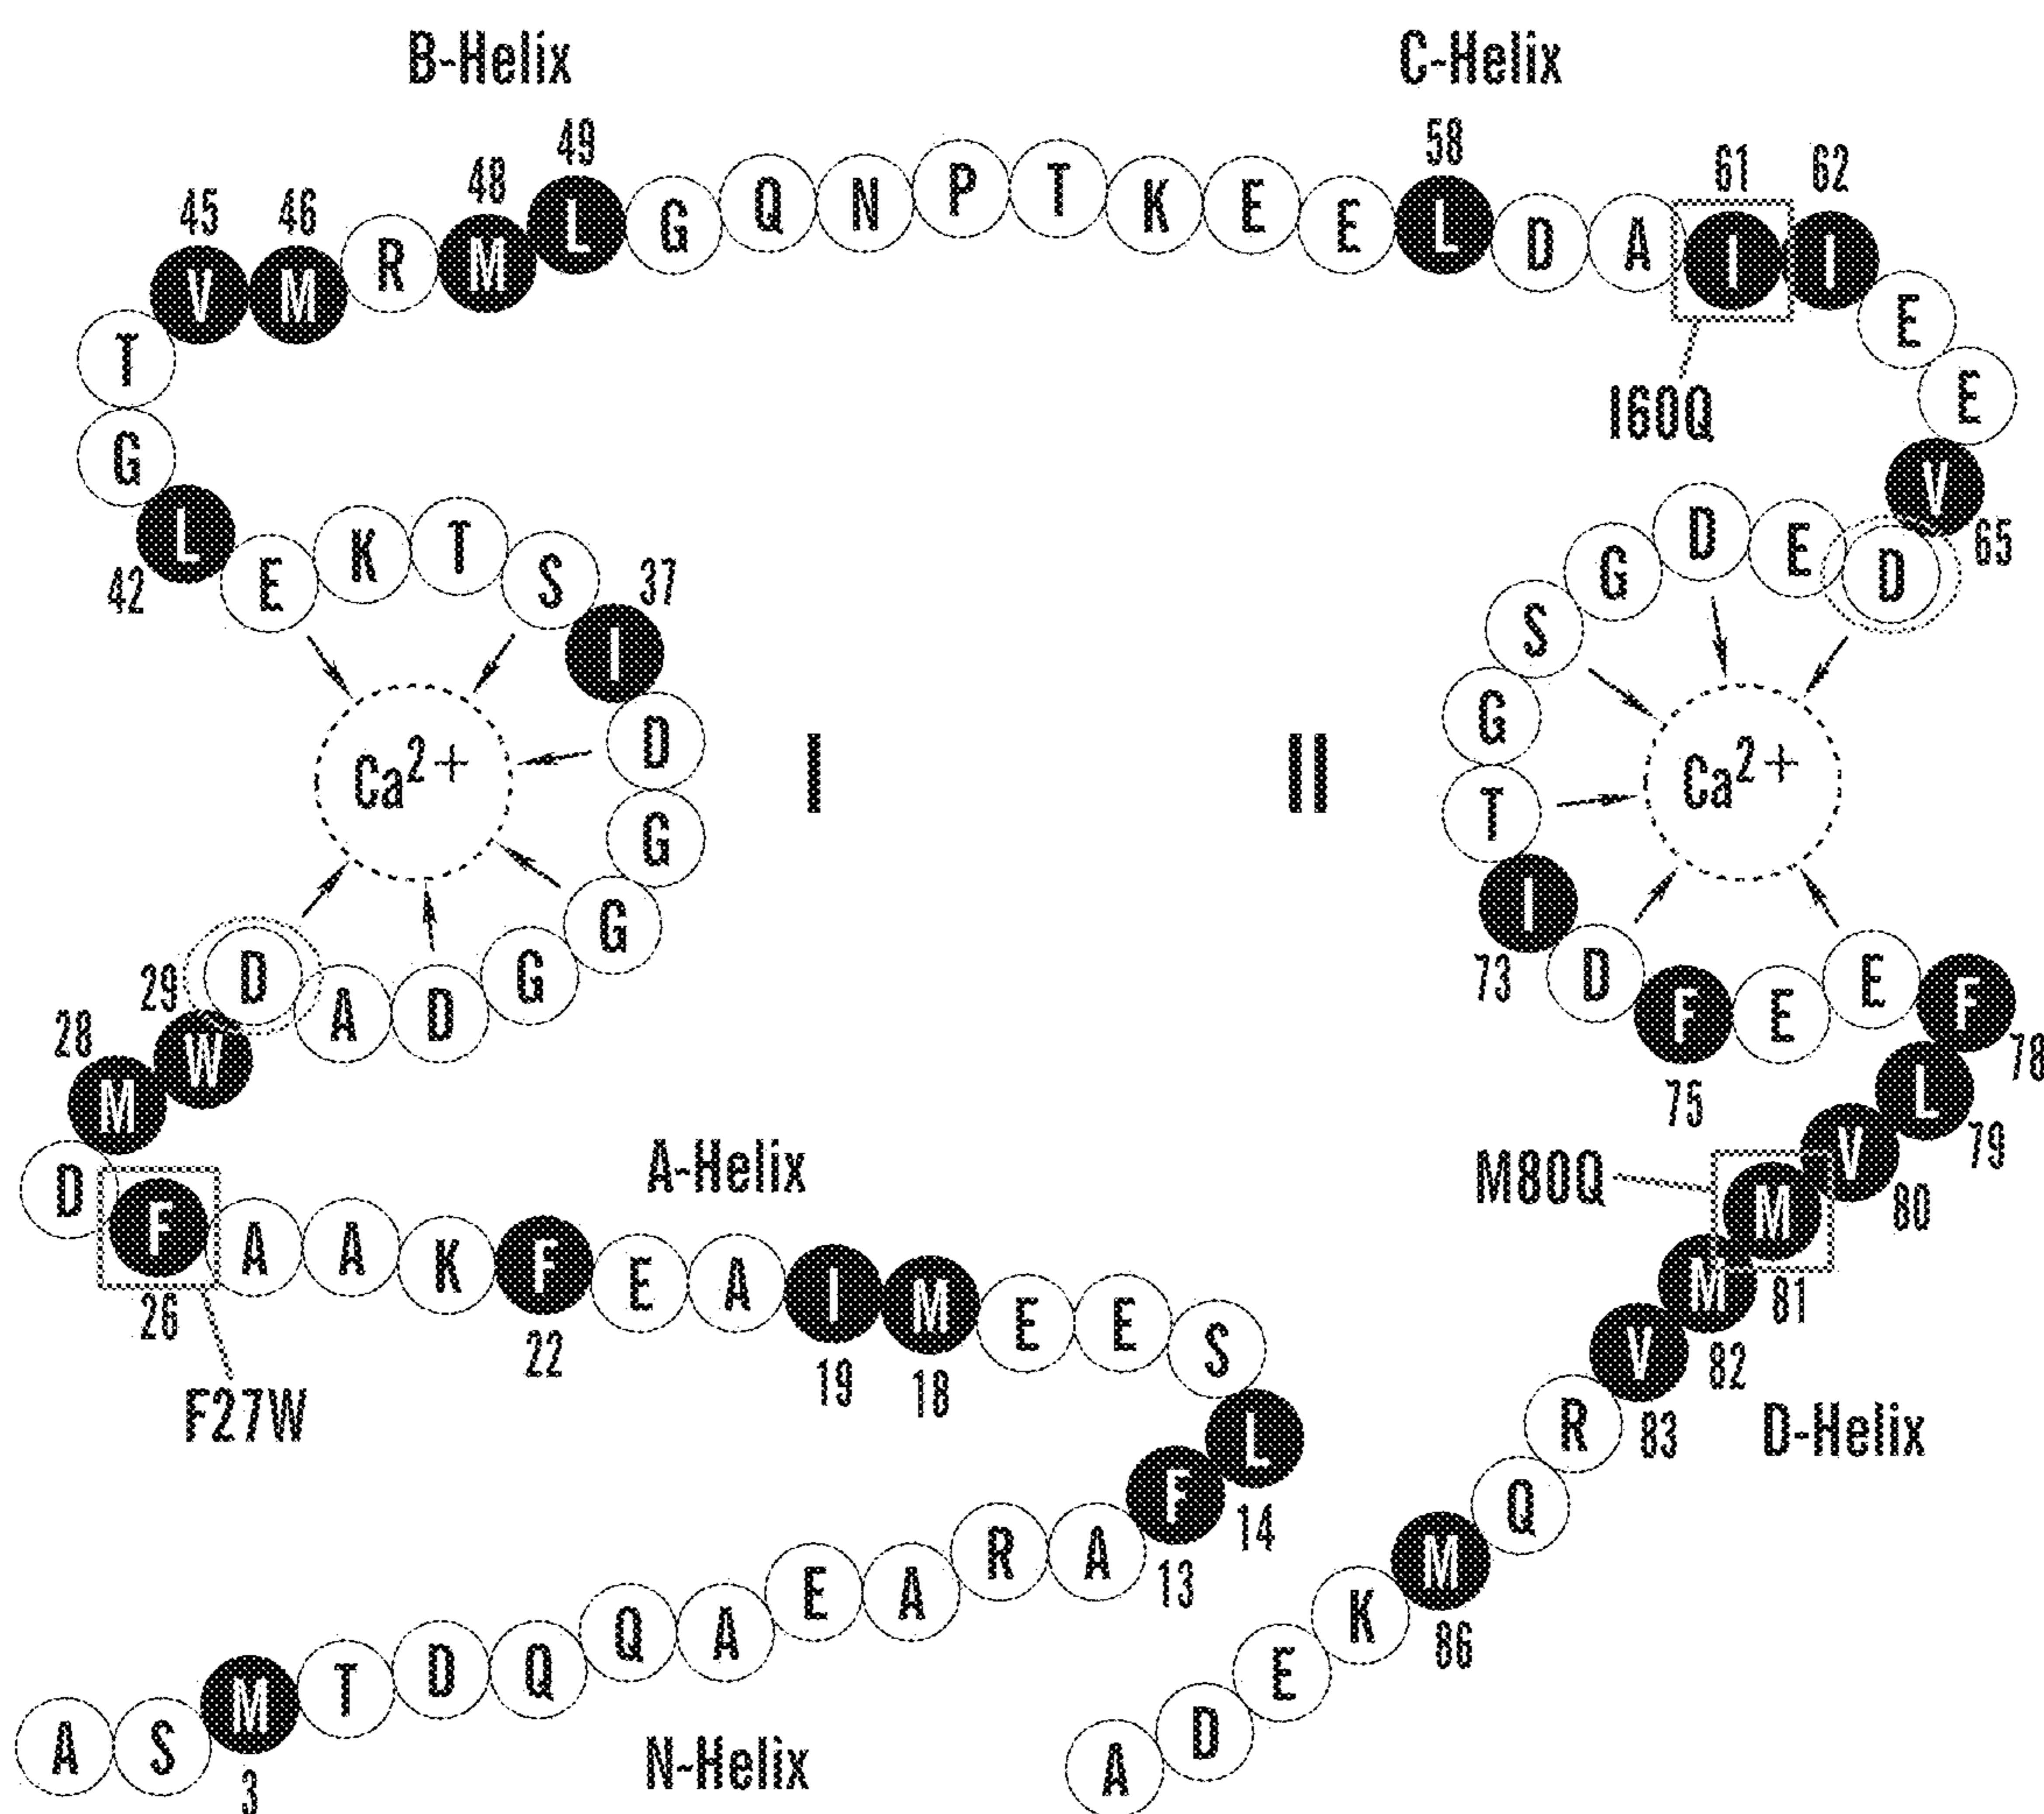 B-Helix
C-Helix
45
46
48
49
58
61
62
V M R M L G Q N P T K E E L D A I I E E V
T
G
L
42
I60Q
65
E K T S I
37
D
G
G
G
D
A
D
Ca2+
I
II
D E D G S G T I D F E E F
Ca2+
73
75
78
29
28
W
M
D
A-Helix
F A A K F E A I M E E S
26
22
19
18
F27W
L
79
M80Q
V
80
M
81
M
82
V
83
R
Q
M
86
K
E
D
A
D-Helix
L
14
F
13
A S M T D Q Q A E A R A
3
N-Helix